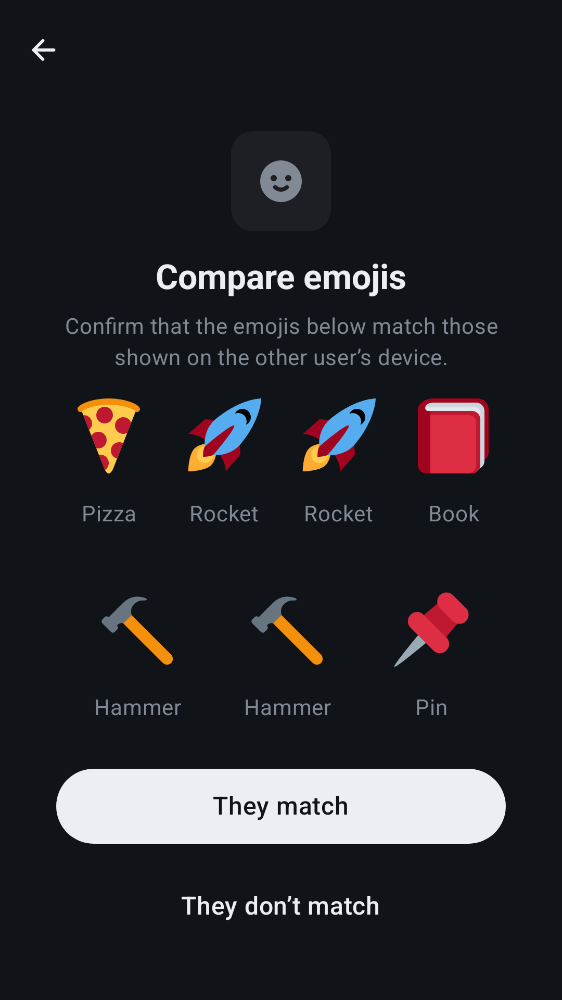 Compare emojis
Confirm that the emojis below match those
shown on the other user’s device.
Pizza Rocket Rocket Book
Hammer Hammer Pin
They match
They don’t match